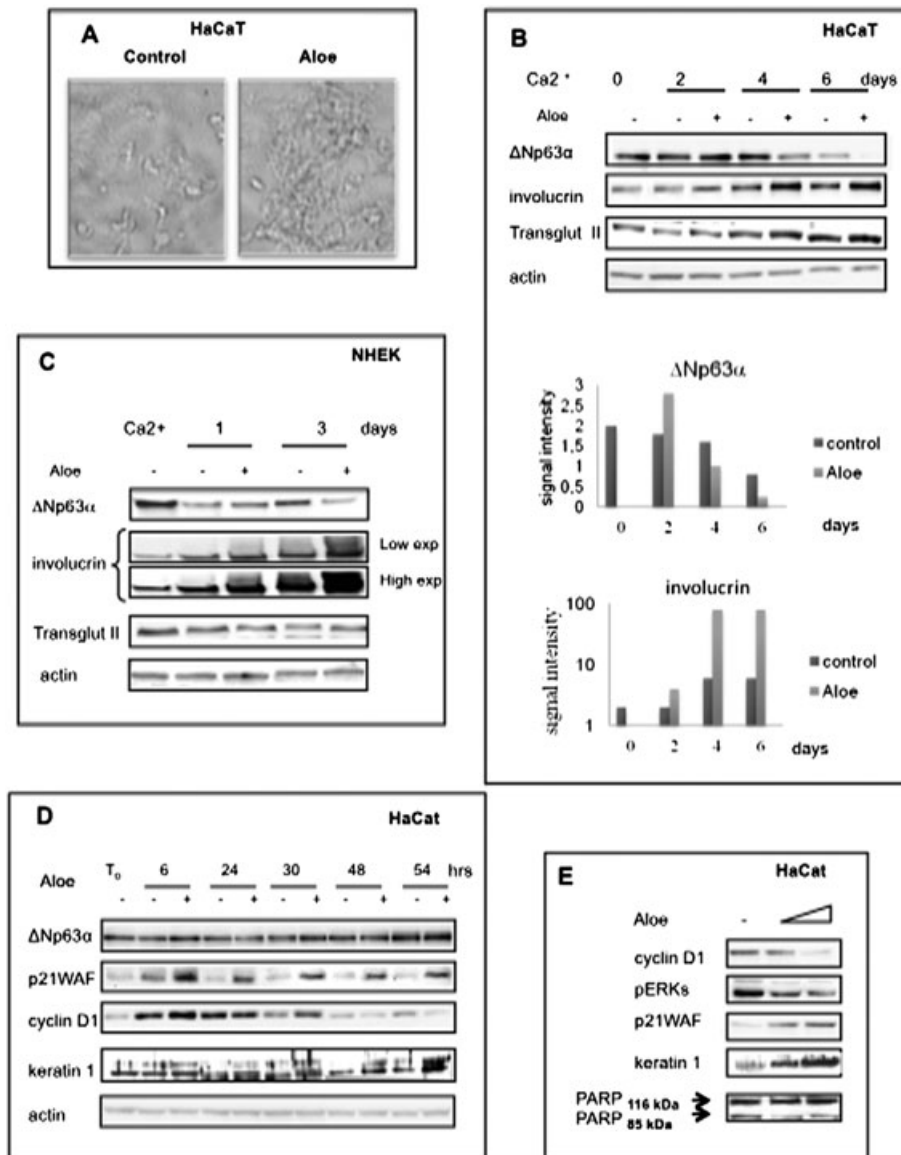 A
HaCaT
Control Aloe
B
HaCaT
Ca2 + 0 2 4 6 days
Aloe - - + - + - +
ΔNp63α
involucrin
Transglut II
actin
ΔNp63α
signal intensity
3
2.5
2
1.5
1
0.5
0
0 2 4 6 days
control
Aloe
involucrin
signal intensity
100
10
1
0 2 4 6 days
control
Aloe
C
NHEK
Ca2+ 1 3 days
Aloe - - + - +
ΔNp63α
involucrin
Low exp
High exp
Transglut II
actin
D
HaCat
Aloe T0 6 24 30 48 54 hrs
- - + - + - + - + - +
ΔNp63α
p21WAF
cyclin D1
keratin 1
actin
E
HaCat
Aloe -
cyclin D1
pERKs
p21WAF
keratin 1
PARP 116 kDa
PARP 85 kDa